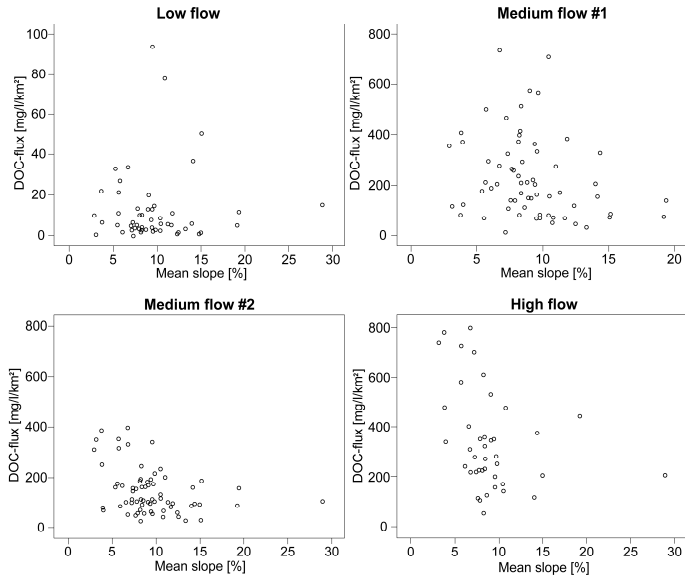 Low flow
DOC-flux [mg/l/km²]
100
80
60
40
20
0
0 5 10 15 20 25 30
Mean slope [%]
Medium flow #1
DOC-flux [mg/l/km²]
800
600
400
200
0
0 5 10 15 20
Mean slope [%]
Medium flow #2
DOC-flux [mg/l/km²]
800
600
400
200
0
0 5 10 15 20 25 30
Mean slope [%]
High flow
DOC-flux [mg/l/km²]
800
600
400
200
0
0 5 10 15 20 25 30
Mean slope [%]